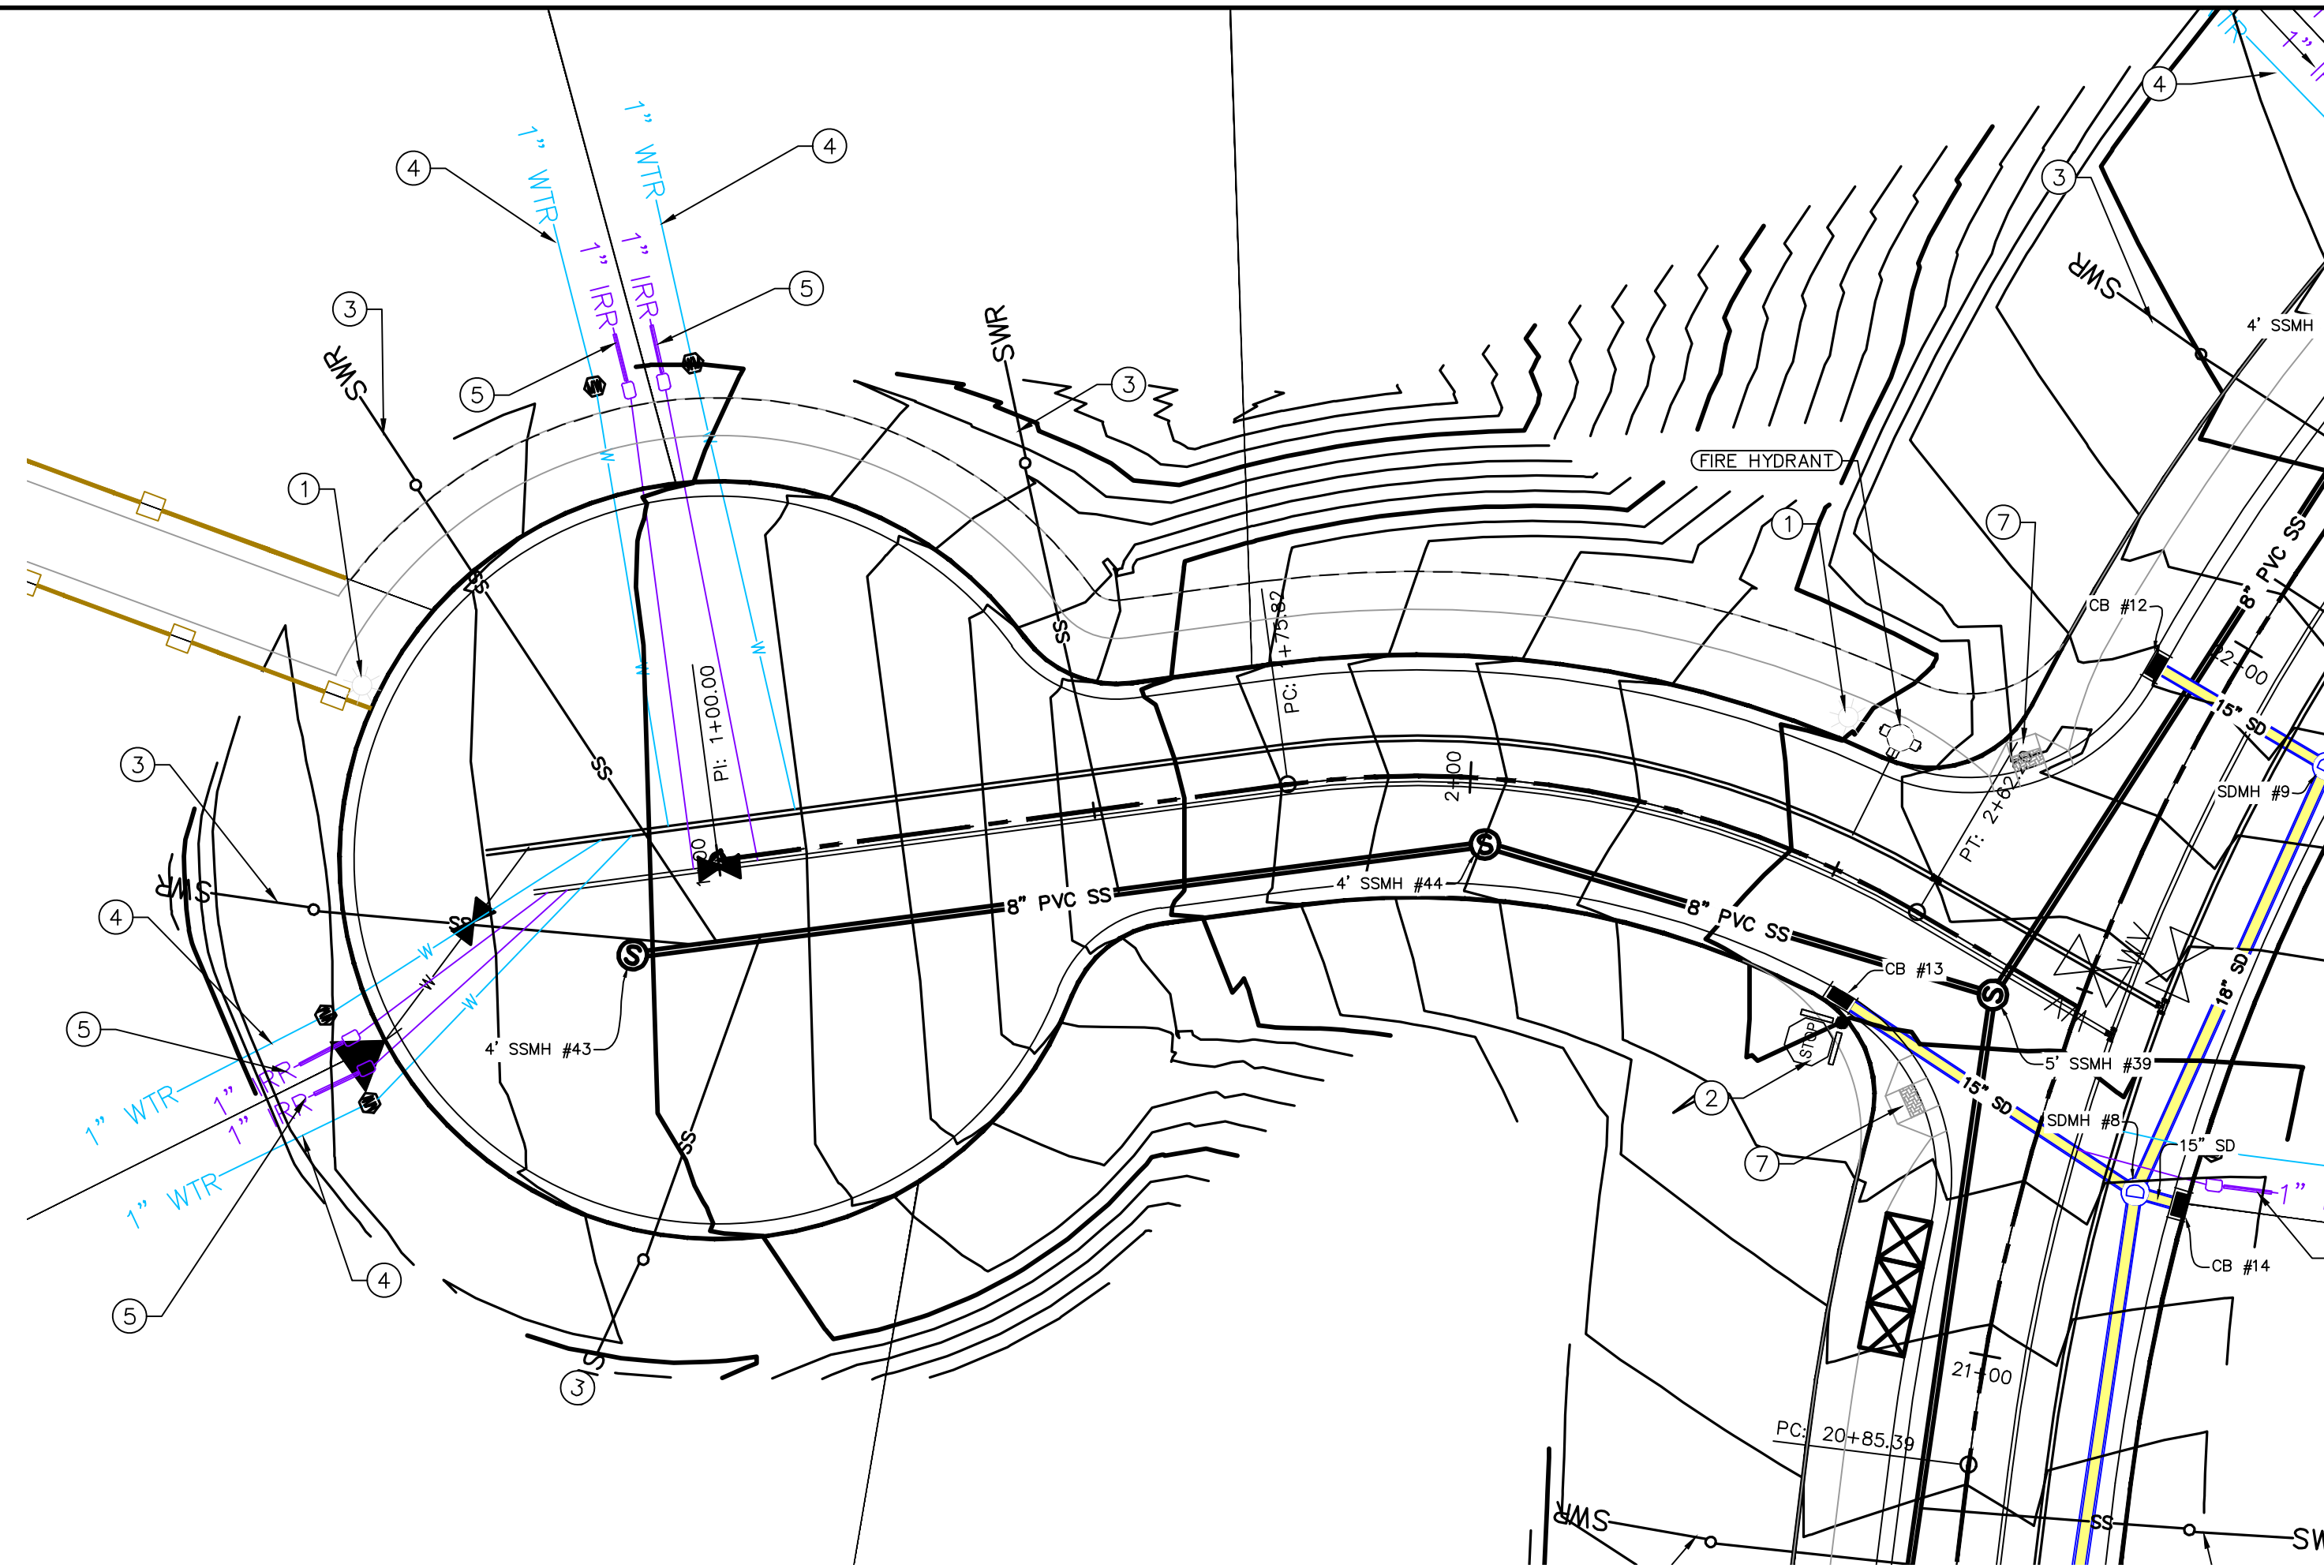 1" WTR
1" WTR
4
4
4
1" IRR
1" IRR
5
5
3
SWR
SWR
3
3
SWR
4' SSMH
1
FIRE HYDRANT
1
7
W
W
SS
SS
SS
W
W
CB #12
8" PVC SS
22+00
15" SD
SDMH #9
PI: 1+00.00
PC: 1+75.82
2+00
3
SWR
SS
4
W
W
W
8" PVC SS
4' SSMH #44
S
S
8" PVC SS
CB #13
S
18" SD
5
1" IRR
1" IRR
1" WTR
1" WTR
4' SSMH #43
STOP
2
5' SSMH #39
15" SD
SDMH #8
15" SD
D
1"
7
SS
CB #14
4
5
3
21+00
PC: 20+85.39
SWR
SS